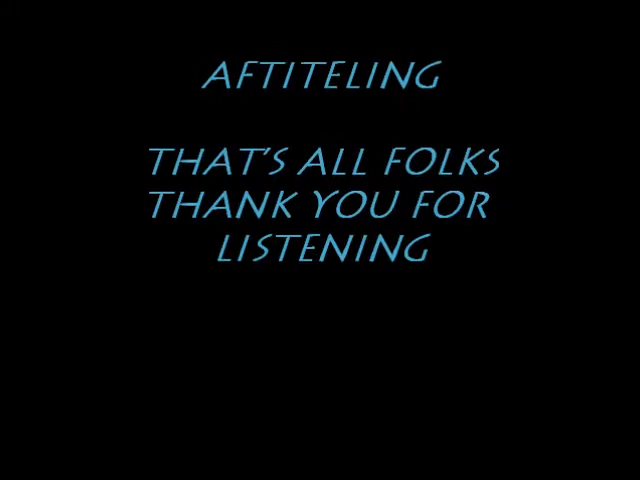 AFTITELING
THAT'S ALL FOLKS
THANK YOU FOR
LISTENING